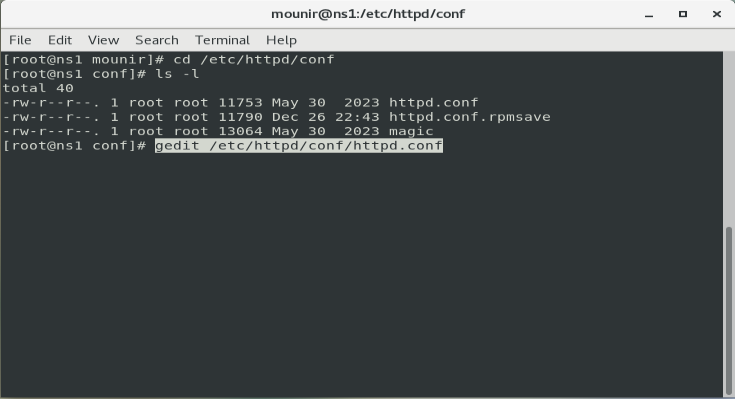 mounir@ns1:/etc/httpd/conf
File Edit View Search Terminal Help
[root@ns1 mounir]# cd /etc/httpd/conf
[root@ns1 conf]# ls -l
total 40
-rw-r--r--. 1 root root 11753 May 30  2023 httpd.conf
-rw-r--r--. 1 root root 11790 Dec 26 22:43 httpd.conf.rpmsave
-rw-r--r--. 1 root root 13064 May 30  2023 magic
[root@ns1 conf]# gedit /etc/httpd/conf/httpd.conf